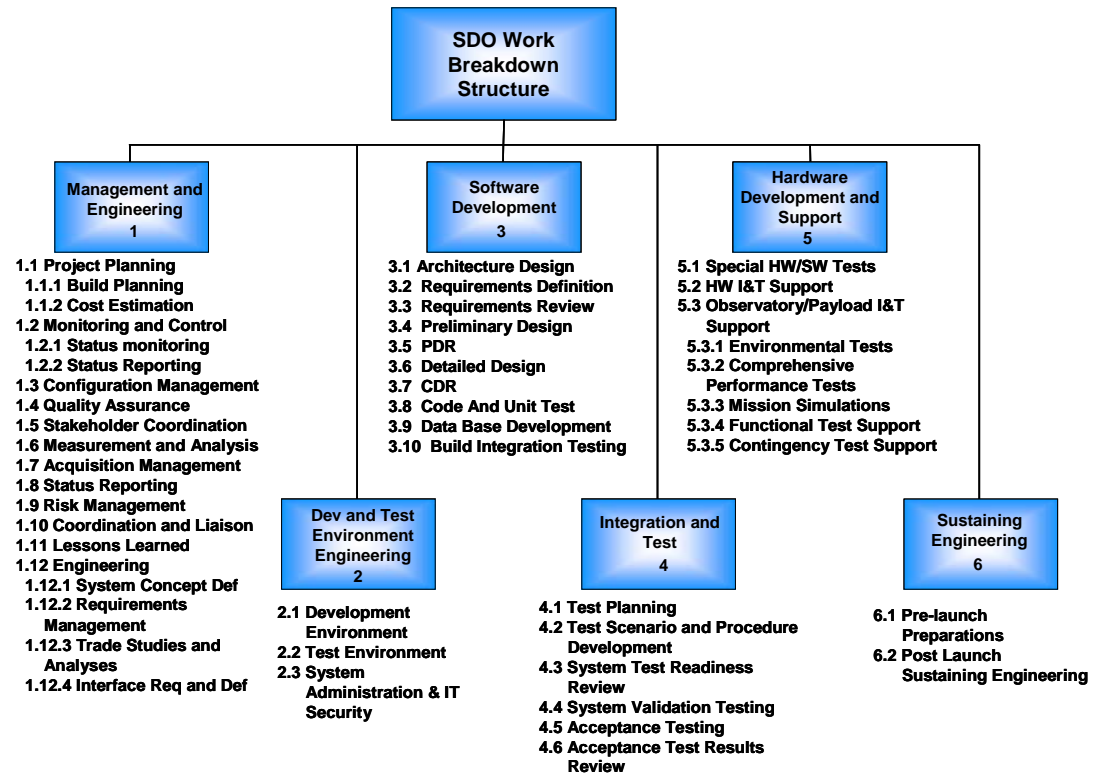 SDO Work
Breakdown
Structure
Management and
Engineering
1
1.1 Project Planning
1.1.1 Build Planning
1.1.2 Cost Estimation
1.2 Monitoring and Control
1.2.1 Status monitoring
1.2.2 Status Reporting
1.3 Configuration Management
1.4 Quality Assurance
1.5 Stakeholder Coordination
1.6 Measurement and Analysis
1.7 Acquisition Management
1.8 Status Reporting
1.9 Risk Management
1.10 Coordination and Liaison
1.11 Lessons Learned
1.12 Engineering
1.12.1 System Concept Def
1.12.2 Requirements
Management
1.12.3 Trade Studies and
Analyses
1.12.4 Interface Req and Def
Software
Development
3
3.1 Architecture Design
3.2 Requirements Definition
3.3 Requirements Review
3.4 Preliminary Design
3.5 PDR
3.6 Detailed Design
3.7 CDR
3.8 Code And Unit Test
3.9 Data Base Development
3.10 Build Integration Testing
Hardware
Development and
Support
5
5.1 Special HW/SW Tests
5.2 HW I&T Support
5.3 Observatory/Payload I&T
Support
5.3.1 Environmental Tests
5.3.2 Comprehensive
Performance Tests
5.3.3 Mission Simulations
5.3.4 Functional Test Support
5.3.5 Contingency Test Support
Dev and Test
Environment
Engineering
2
2.1 Development
Environment
2.2 Test Environment
2.3 System
Administration & IT
Security
Integration and
Test
4
4.1 Test Planning
4.2 Test Scenario and Procedure
Development
4.3 System Test Readiness
Review
4.4 System Validation Testing
4.5 Acceptance Testing
4.6 Acceptance Test Results
Review
Sustaining
Engineering
6
6.1 Pre-launch
Preparations
6.2 Post Launch
Sustaining Engineering